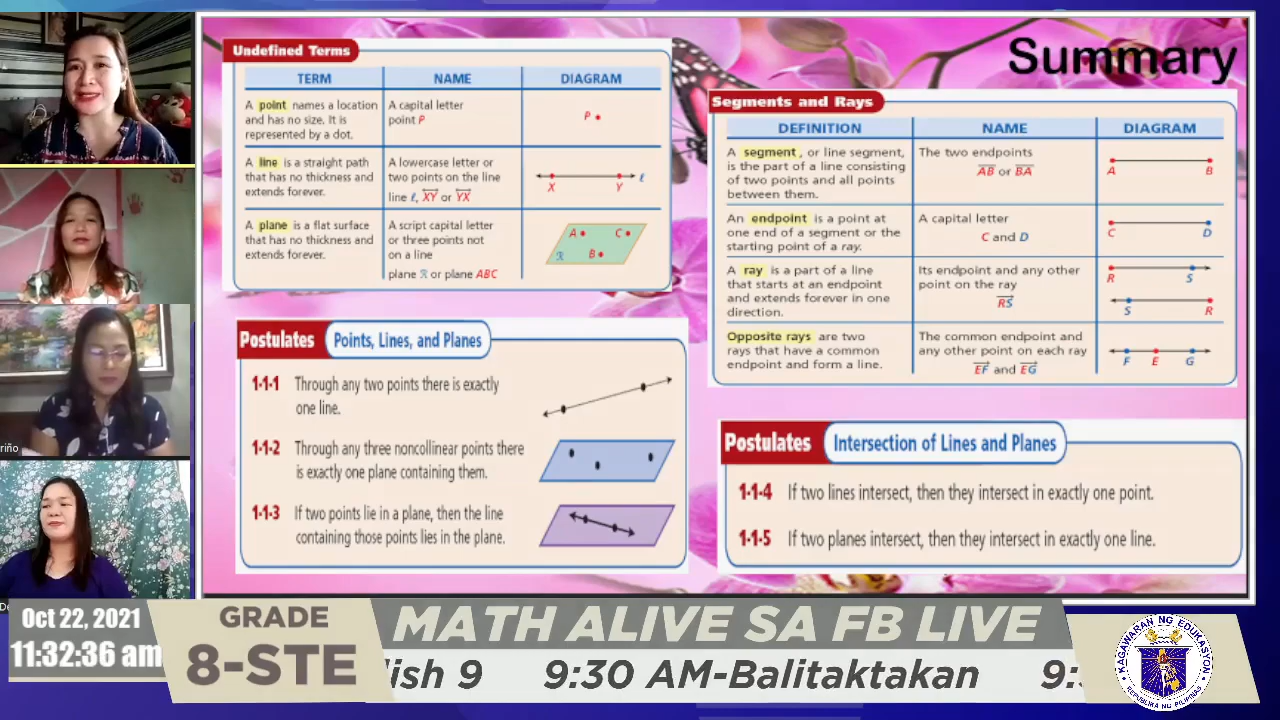 Summary
Undefined Terms
TERM NAME DIAGRAM
A point names a location
and has no size. It is
represented by a dot.
A capital letter
point P
P
A line is a straight path
that has no thickness and
extends forever.
A lowercase letter or
two points on the line
line ℓ, XY or YX
X Y ℓ
A plane is a flat surface
that has no thickness and
extends forever.
A script capital letter
or three points not
on a line
plane ℛ or plane ABC
A C
ℛ B
Segments and Rays
DEFINITION NAME DIAGRAM
A segment, or line segment,
is the part of a line consisting
of two points and all points
between them.
The two endpoints
AB or BA
A B
An endpoint is a point at
one end of a segment or the
starting point of a ray.
A capital letter
C and D
C D
A ray is a part of a line
that starts at an endpoint
and extends forever in one
direction.
Its endpoint and any other
point on the ray
RS
R S
S R
Opposite rays are two
rays that have a common
endpoint and form a line.
The common endpoint and
any other point on each ray
EF and EG
F E G
Postulates Points, Lines, and Planes
1-1-1 Through any two points there is exactly
one line.
1-1-2 Through any three noncollinear points there
is exactly one plane containing them.
1-1-3 If two points lie in a plane, then the line
containing those points lies in the plane.
Postulates Intersection of Lines and Planes
1-1-4 If two lines intersect, then they intersect in exactly one point.
1-1-5 If two planes intersect, then they intersect in exactly one line.
riño
Oct 22, 2021
11:32:36 am
GRADE
8-STE
MATH ALIVE SA FB LIVE
lish 9 9:30 AM-Balitaktakan 9:
KAGAWARAN NG EDUKASYON
REPUBLIKA NG PILIPINAS